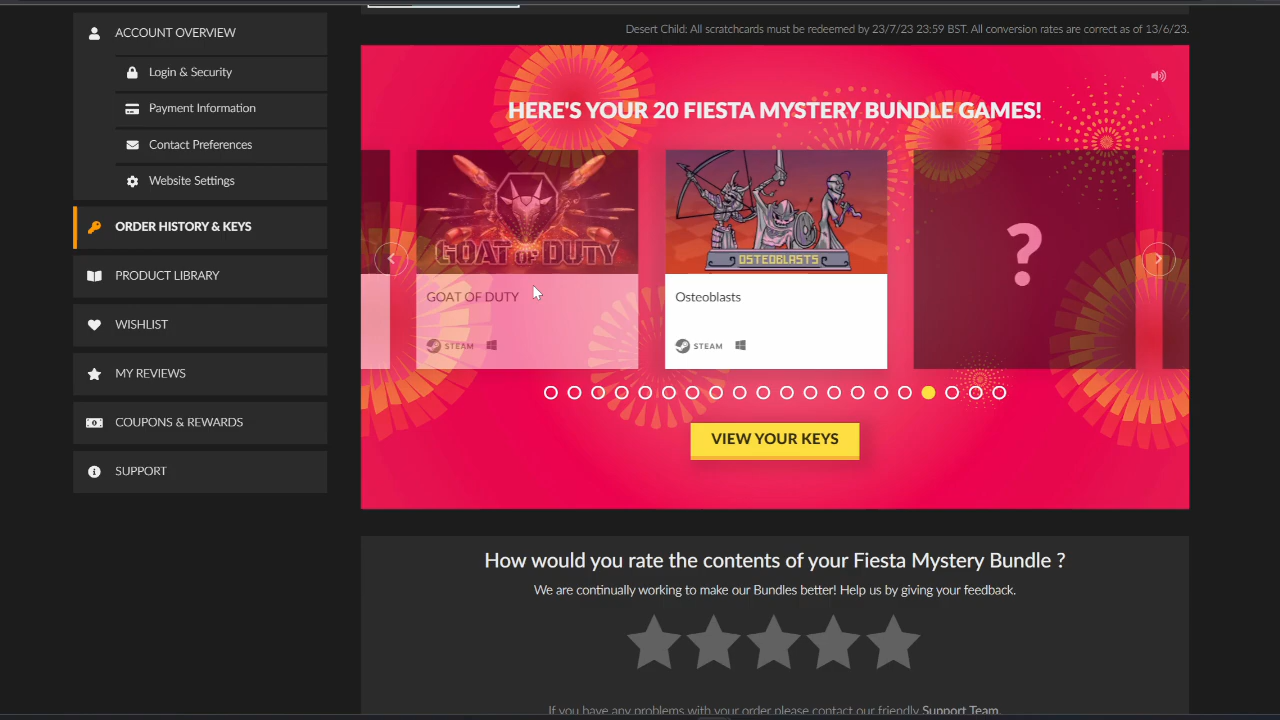 ACCOUNT OVERVIEW
Login & Security
Payment Information
Contact Preferences
Website Settings
ORDER HISTORY & KEYS
PRODUCT LIBRARY
WISHLIST
MY REVIEWS
COUPONS & REWARDS
SUPPORT
Desert Child: All scratchcards must be redeemed by 23/7/23 23:59 BST. All conversion rates are correct as of 13/6/23.
HERE'S YOUR 20 FIESTA MYSTERY BUNDLE GAMES!
GOAT OF DUTY
GOAT OF DUTY
STEAM
OSTEOBLASTS
Osteoblasts
STEAM
?
VIEW YOUR KEYS
How would you rate the contents of your Fiesta Mystery Bundle ?
We are continually working to make our Bundles better! Help us by giving your feedback.
If you have any problems with your order please contact our friendly Support Team.